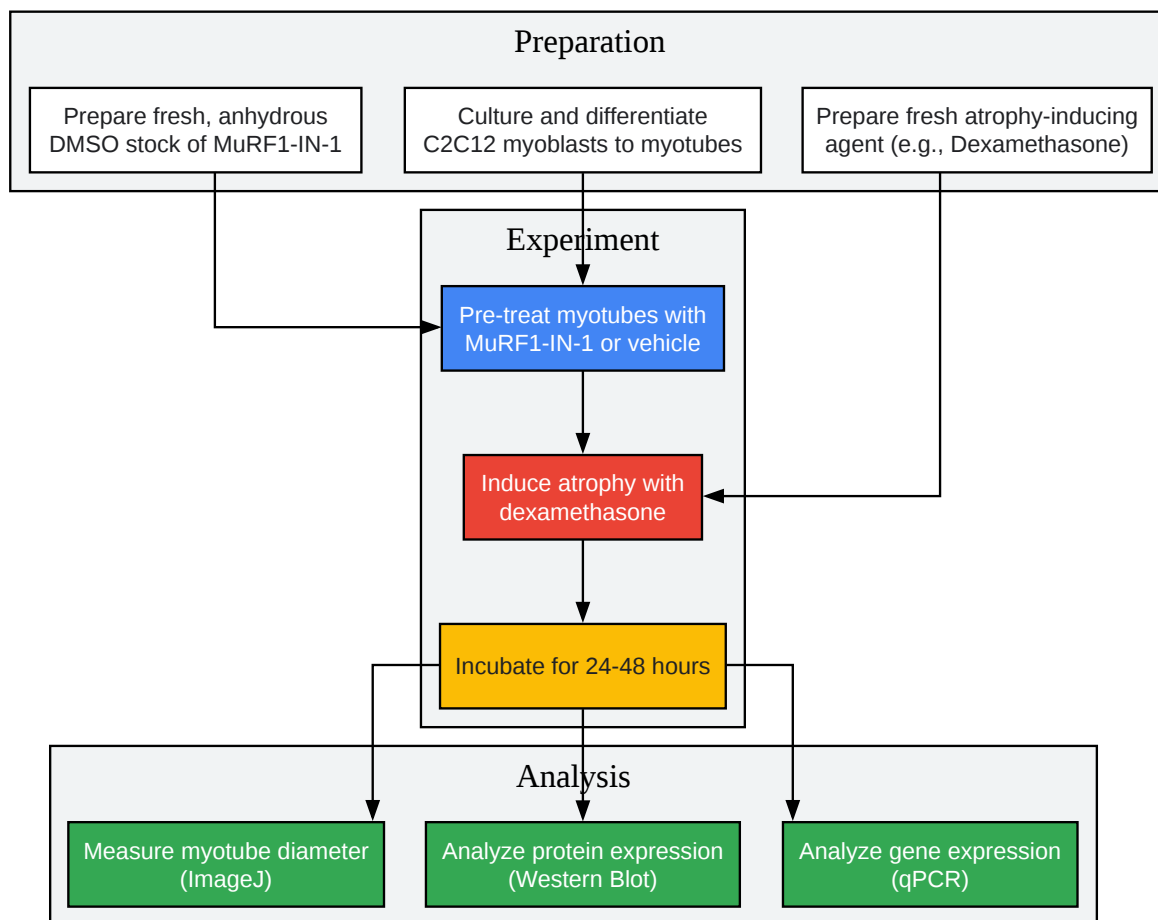 Preparation
Prepare fresh, anhydrous
DMSO stock of MuRF1-IN-1
Culture and differentiate
C2C12 myoblasts to myotubes
Prepare fresh atrophy-inducing
agent (e.g., Dexamethasone)
Experiment
Pre-treat myotubes with
MuRF1-IN-1 or vehicle
Induce atrophy with
dexamethasone
Incubate for 24-48 hours
Analysis
Measure myotube diameter
(ImageJ)
Analyze protein expression
(Western Blot)
Analyze gene expression
(qPCR)